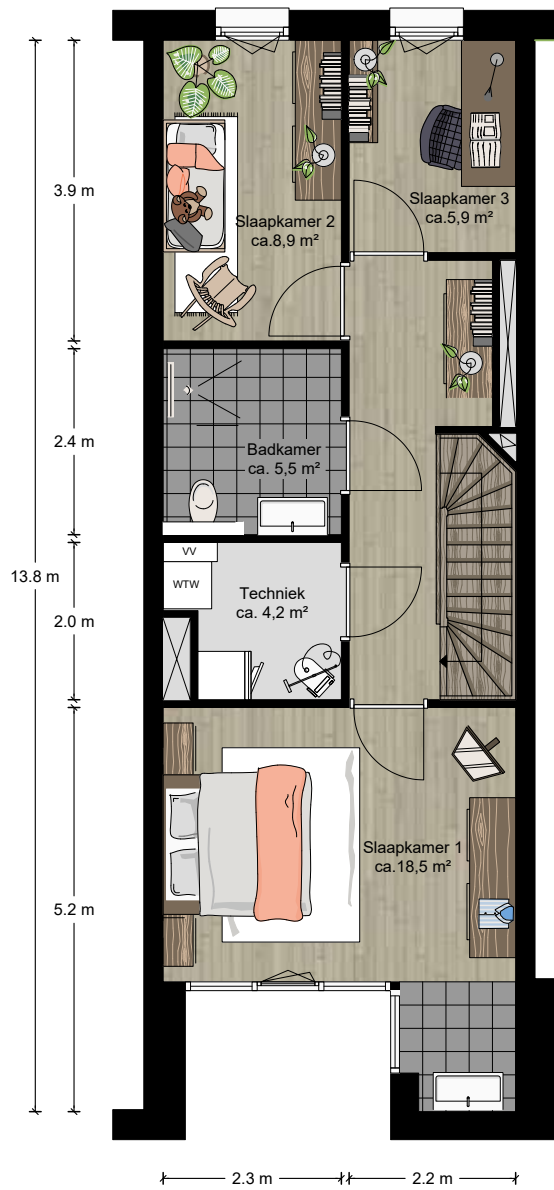 3.9 m
Slaapkamer 2
ca.8,9 m²
Slaapkamer 3
ca.5,9 m²
2.4 m
Badkamer
ca. 5,5 m²
13.8 m
VV
WTW
Techniek
ca. 4,2 m²
2.0 m
Slaapkamer 1
ca.18,5 m²
5.2 m
2.3 m
2.2 m